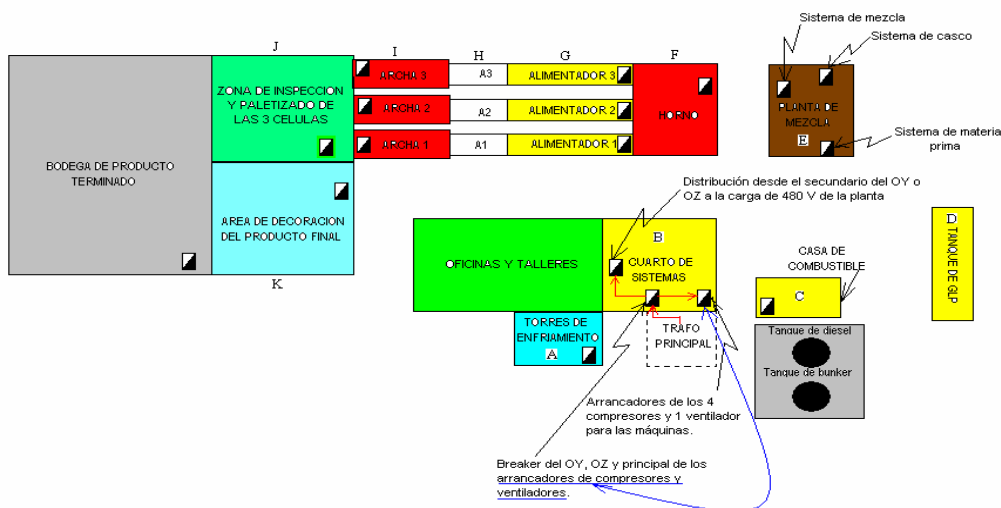 Sistema de mezcla
Sistema de casco
J
I
H
G
F
ARCHA 3
A3
ALIMENTADOR 3
ZONA DE INSPECCION
Y PALETIZADO DE
LAS 3 CELULAS
ARCHA 2
A2
ALIMENTADOR 2
HORNO
PLANTA DE
MEZCLA
E
ARCHA 1
A1
ALIMENTADOR 1
Sistema de materia
prima
BODEGA DE PRODUCTO
TERMINADO
Distribución desde el secundario del OY o
OZ a la carga de 480 V de la planta
AREA DE DECORACION
DEL PRODUCTO FINAL
K
OFICINAS Y TALLERES
B
CUARTO DE
SISTEMAS
CASA DE
COMBUSTIBLE
C
D
TANQUE DE GLP
TORRES DE
ENFRIAMIENTO
A
TRAFO
PRINCIPAL
Tanque de diesel
Tanque de bunker
Arrancadores de los 4
compresores y 1 ventilador
para las máquinas.
Breaker del OY, OZ y principal de los
arrancadores de compresores y
ventiladores.